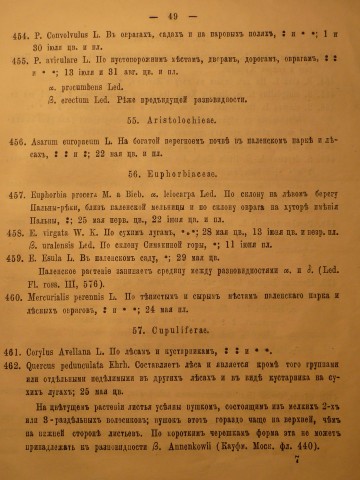 — 49 —
454. P. Convolvulus L. Въ оврагахъ, садахъ и на паровыхъ поляхъ, : и • •; 1 и
30 іюля цв. и пл.
455. P. aviculare L. По пустопорожнимъ мѣстамъ, дворамъ, дорогамъ, оврагамъ, : :
и • •; 13 іюля и 31 авг. цв. и пл.
α. procumbens Led.
β. erectum Led. Рѣже предъидущей разновидности.
55. Aristolochieae.
456. Asarum europaeum L. На богатой перегноемъ почвѣ въ паленскомъ паркѣ и лѣ-
сахъ, : : и :; 22 мая цв. и пл.
56. Euphorbiaceae.
457. Euphorbia procera M. a Bieb. α. leiocarpa Led. По склону на лѣвомъ берегу
Пальны-рѣки, близъ паленской мельницы и по склону оврага на хуторѣ имѣнія
Пальны, :; 25 мая цв., 22 іюля цв. и пл.
458. E. virgata W. K. По сухимъ лугамъ, •.•; 28 мая цв., 13 іюля цв. и незр. пл.
β. uralensis Led. По склону горы, •; 11 іюня пл.
459. E. Esula L. Въ паленскомъ саду, •; 29 мая цв.
Паленское растеніе занимаетъ средину между разновидностями α. и δ. (Led.
Fl. ross. III, 576).
460. Mercurialis perennis L. По тѣнистымъ и сырымъ мѣстамъ паленскаго парка и
лѣсныхъ овраговъ, : и • •; 24 мая пл.
57. Cupuliferae.
461. Corylus Avellana L. По лѣсамъ и кустарникамъ, : : и • •.
462. Quercus pedunculata Ehrh. Составляетъ лѣса и является кромѣ того группами
или отдѣльными недѣлимыми въ другихъ лѣсахъ и въ видѣ кустарника на су-
хихъ лугахъ; 25 мая цв.
На цвѣтущемъ растеніи листья усѣяны пушкомъ, состоящимъ изъ мелкихъ 2-хъ
или 3-раздѣльныхъ волосиковъ; пушокъ этотъ гораздо чаще на верхней, чѣмъ
на нижней сторонѣ листьевъ. По короткимъ черешкамъ форма эта не можетъ
принадлежать къ разновидности β. Annenkowii (Кауфм. Моск. фл. 440).
7